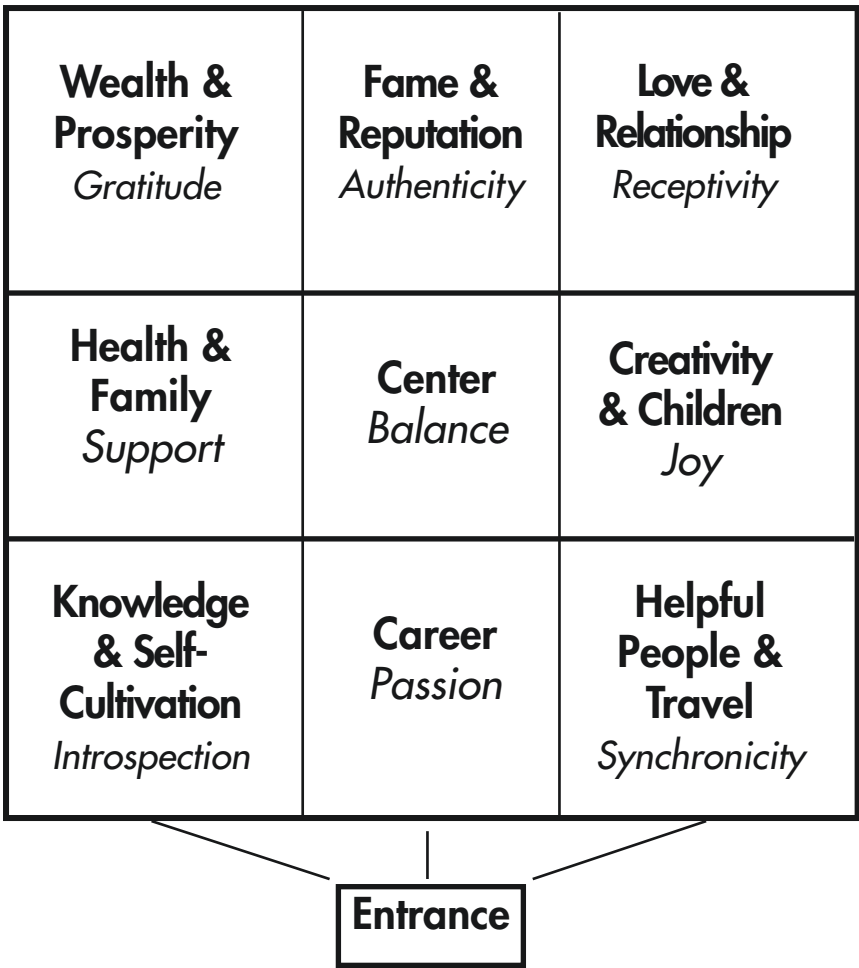 Wealth &
Prosperity
Gratitude
Fame &
Reputation
Authenticity
Love &
Relationship
Receptivity
Health &
Family
Support
Center
Balance
Creativity
& Children
Joy
Knowledge
& Self-
Cultivation
Introspection
Career
Passion
Helpful
People &
Travel
Synchronicity
Entrance